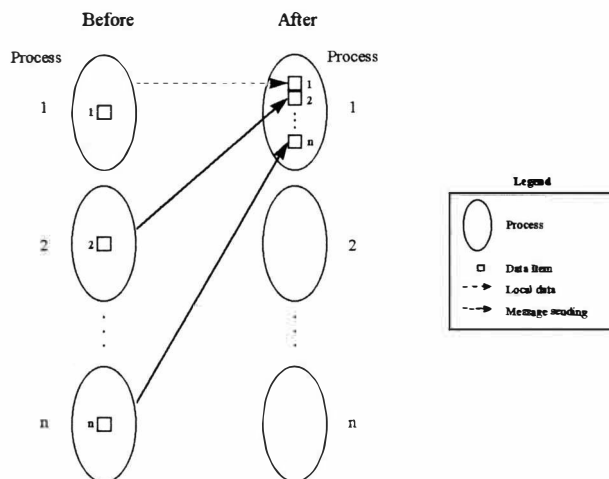 Before After
Process Process
1 1 1 1
2
n
2 2 2
n n n
Legend
Process
Data Item
Local data
Message sending